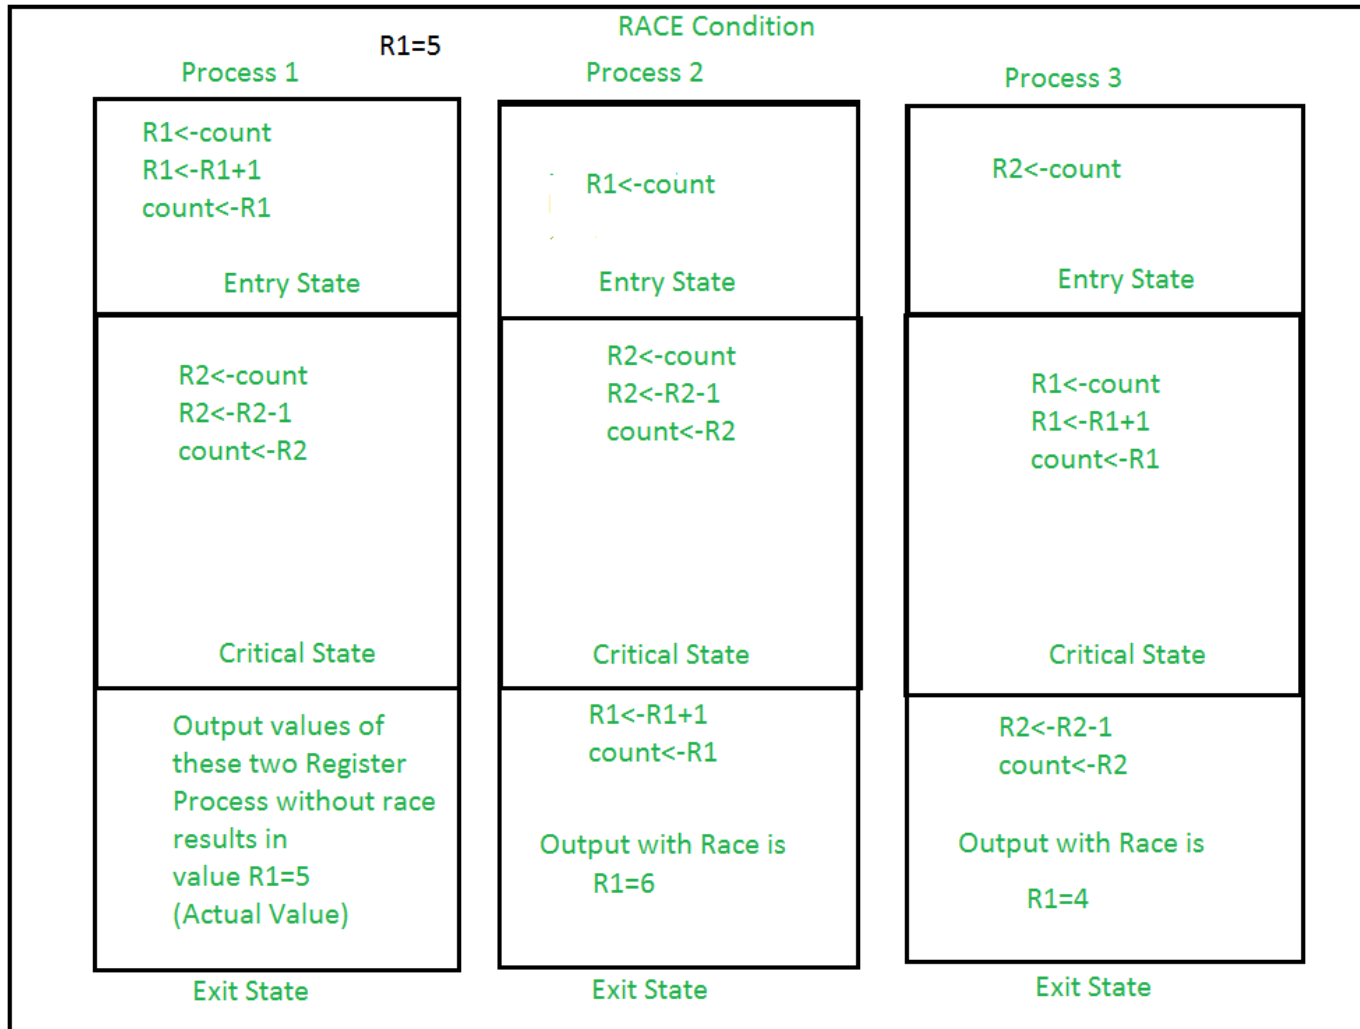 RACE Condition
R1=5
Process 1
R1<-count
R1<-R1+1
count<-R1
Entry State
R2<-count
R2<-R2-1
count<-R2
Critical State
Output values of
these two Register
Process without race
results in
value R1=5
(Actual Value)
Exit State
Process 2
R1<-count
Entry State
R2<-count
R2<-R2-1
count<-R2
Critical State
R1<-R1+1
count<-R1
Output with Race is
R1=6
Exit State
Process 3
R2<-count
Entry State
R1<-count
R1<-R1+1
count<-R1
Critical State
R2<-R2-1
count<-R2
Output with Race is
R1=4
Exit State